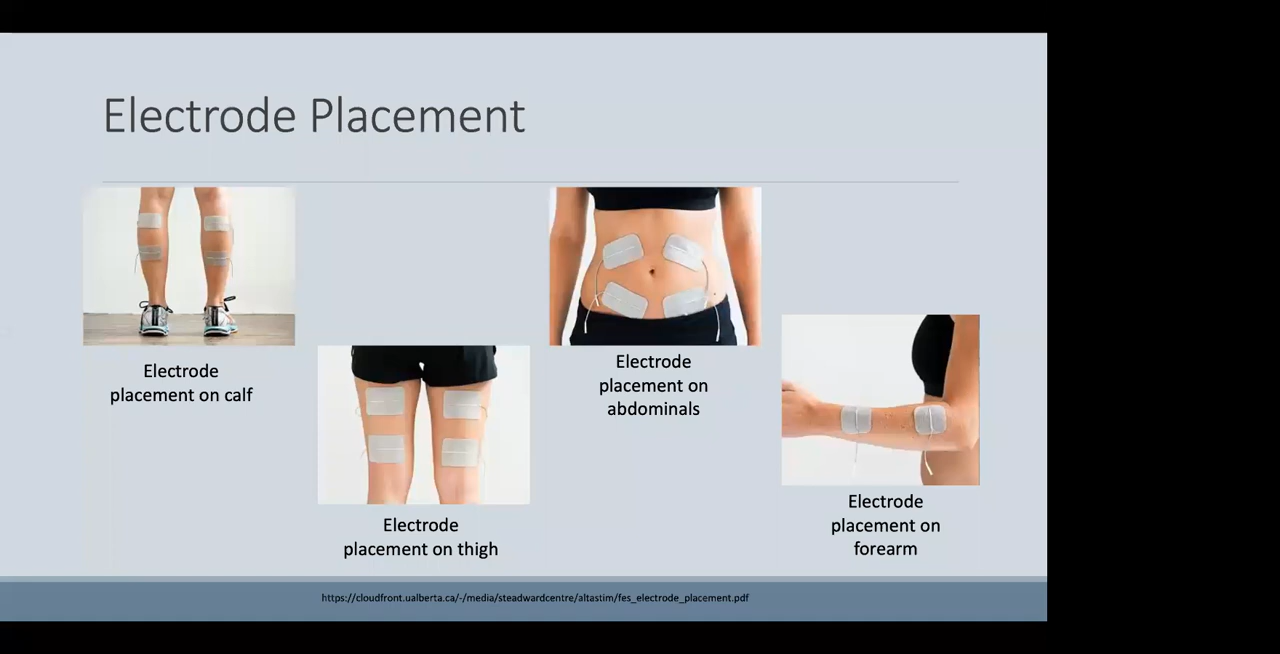 Electrode Placement
Electrode
placement on calf
Electrode
placement on thigh
Electrode
placement on
abdominals
Electrode
placement on
forearm
https://cloudfront.ualberta.ca/-/media/steadwardcentre/altastim/fes_electrode_placement.pdf